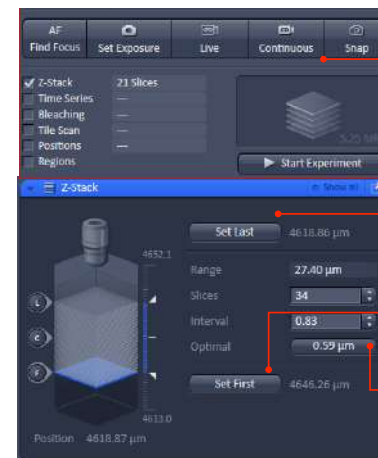 AF
Find Focus
Set Exposure
Live
Continuous
Snap
Z-Stack 21 Slices
Time Series ---
Bleaching ---
Tile Scan ---
Positions ---
Regions
Start Experiment
Z-Stack
Show all
Set Last 4618.86 µm
4652.1
Range 27.40 µm
Slices 34
L
Interval 0.83
C
Optimal 0.59 µm
F
Set First 4646.26 µm
4613.0
Position 4618.87 µm